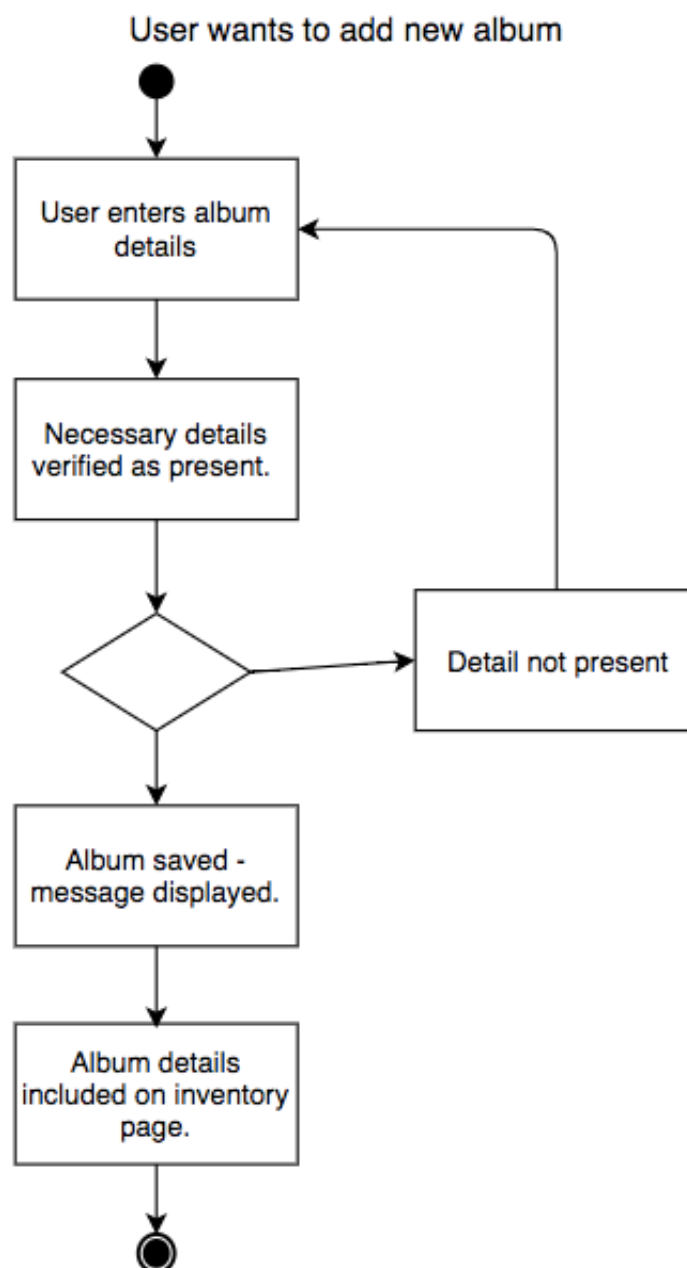 User wants to add new album
User enters album
details
Necessary details
verified as present.
Detail not present
Album saved -
message displayed.
Album details
included on inventory
page.